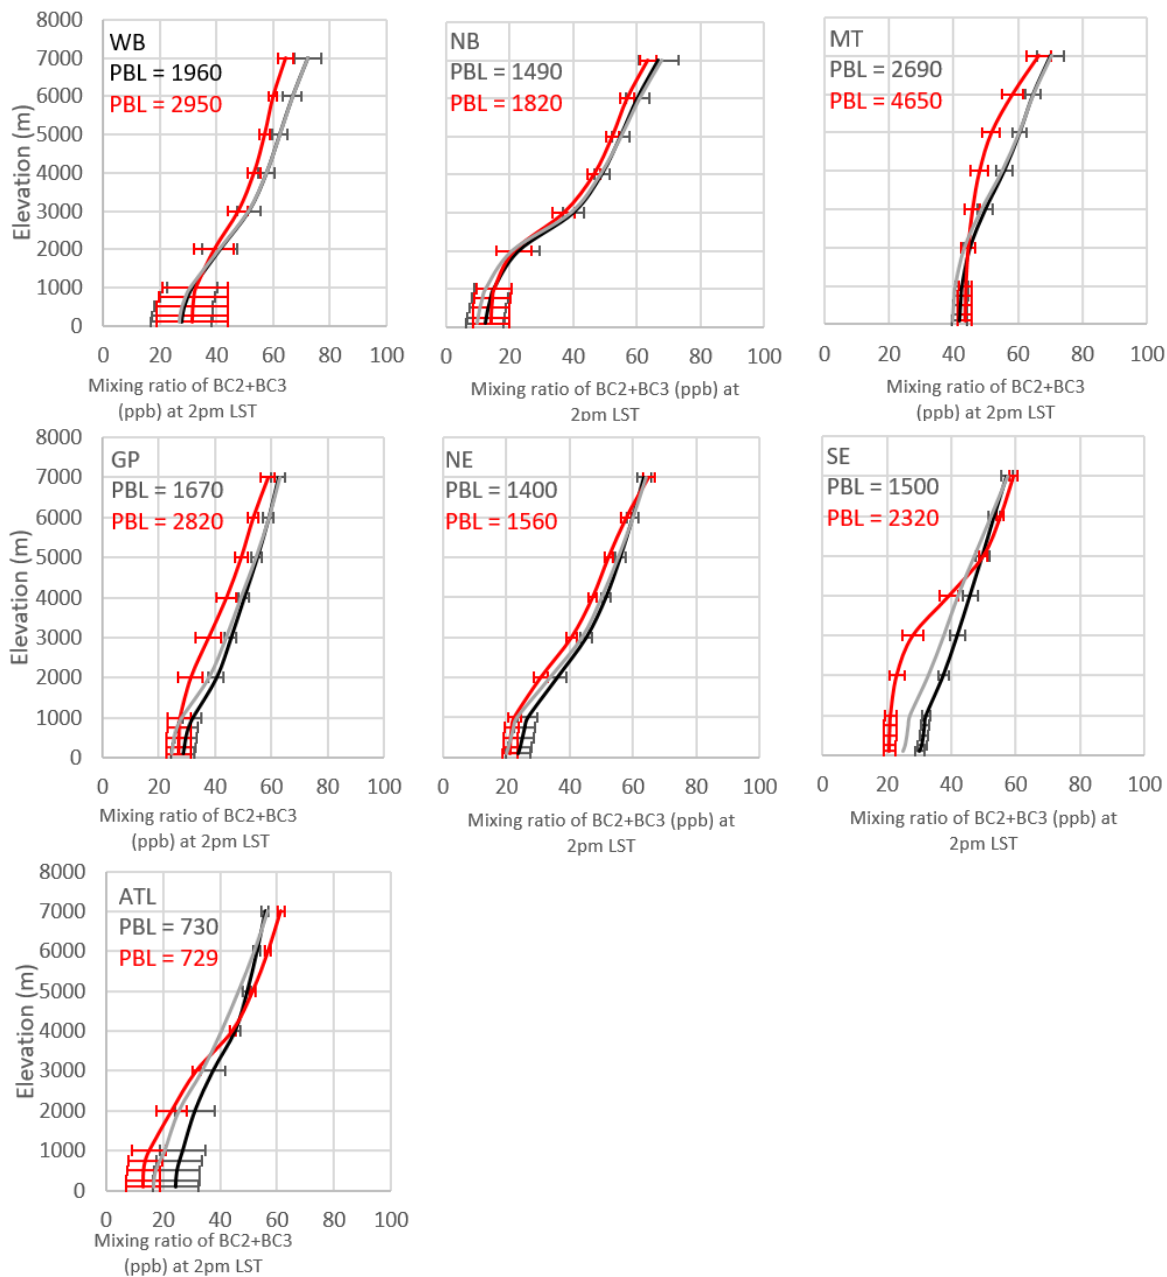 8000
7000
6000
5000
4000
3000
2000
1000
0
Elevation (m)
WB
PBL = 1960
PBL = 2950
0 20 40 60 80 100
Mixing ratio of BC2+BC3
(ppb) at 2pm LST
NB
PBL = 1490
PBL = 1820
0 20 40 60 80 100
Mixing ratio of BC2+BC3 (ppb) at
2pm LST
MT
PBL = 2690
PBL = 4650
0 20 40 60 80 100
Mixing ratio of BC2+BC3
(ppb) at 2pm LST
8000
7000
6000
5000
4000
3000
2000
1000
0
Elevation (m)
GP
PBL = 1670
PBL = 2820
0 20 40 60 80 100
Mixing ratio of BC2+BC3
(ppb) at 2pm LST
NE
PBL = 1400
PBL = 1560
0 20 40 60 80 100
Mixing ratio of BC2+BC3 (ppb) at
2pm LST
SE
PBL = 1500
PBL = 2320
0 20 40 60 80 100
Mixing ratio of BC2+BC3 (ppb) at
2pm LST
8000
7000
6000
5000
4000
3000
2000
1000
0
Elevation (m)
ATL
PBL = 730
PBL = 729
0 20 40 60 80 100
Mixing ratio of BC2+BC3
(ppb) at 2pm LST